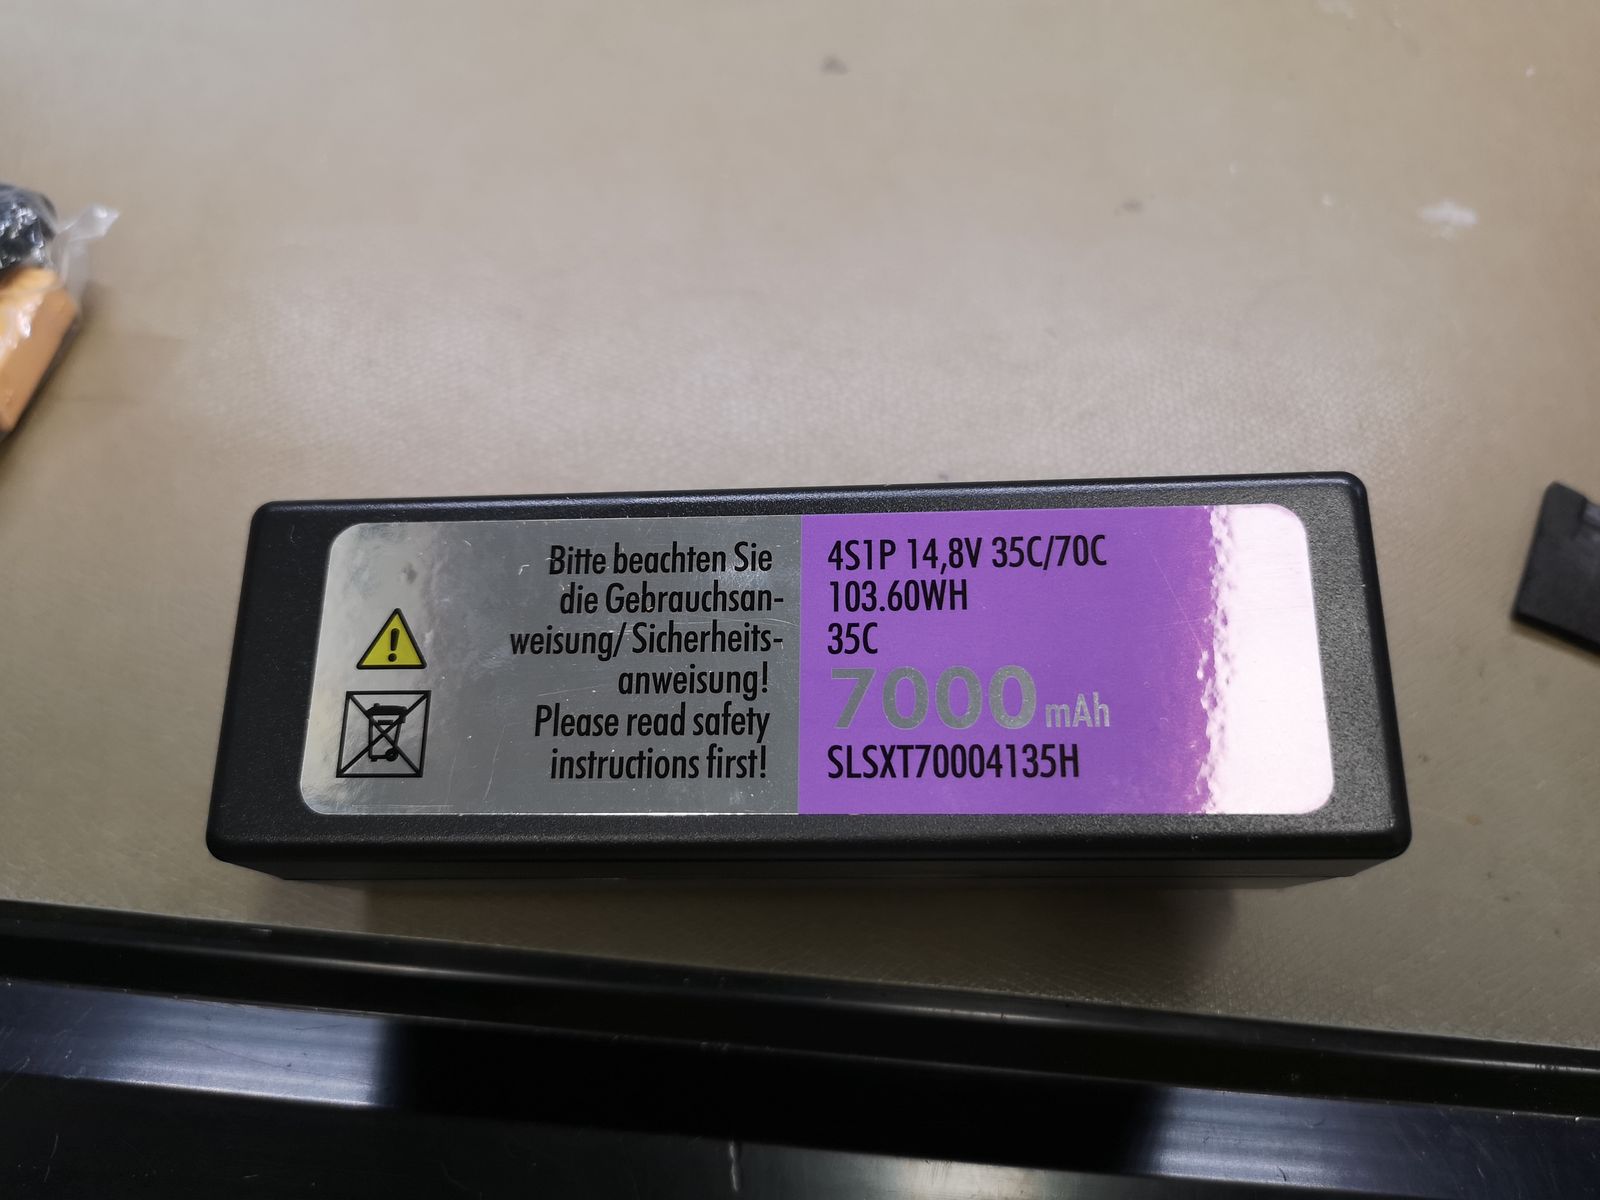 Bitte beachten Sie
die Gebrauchsan-
weisung/ Sicherheits-
anweisung!
Please read safety
instructions first!
4S1P 14,8V 35C/70C
103.60WH
35C
7000mAh
SLSXT70004135H